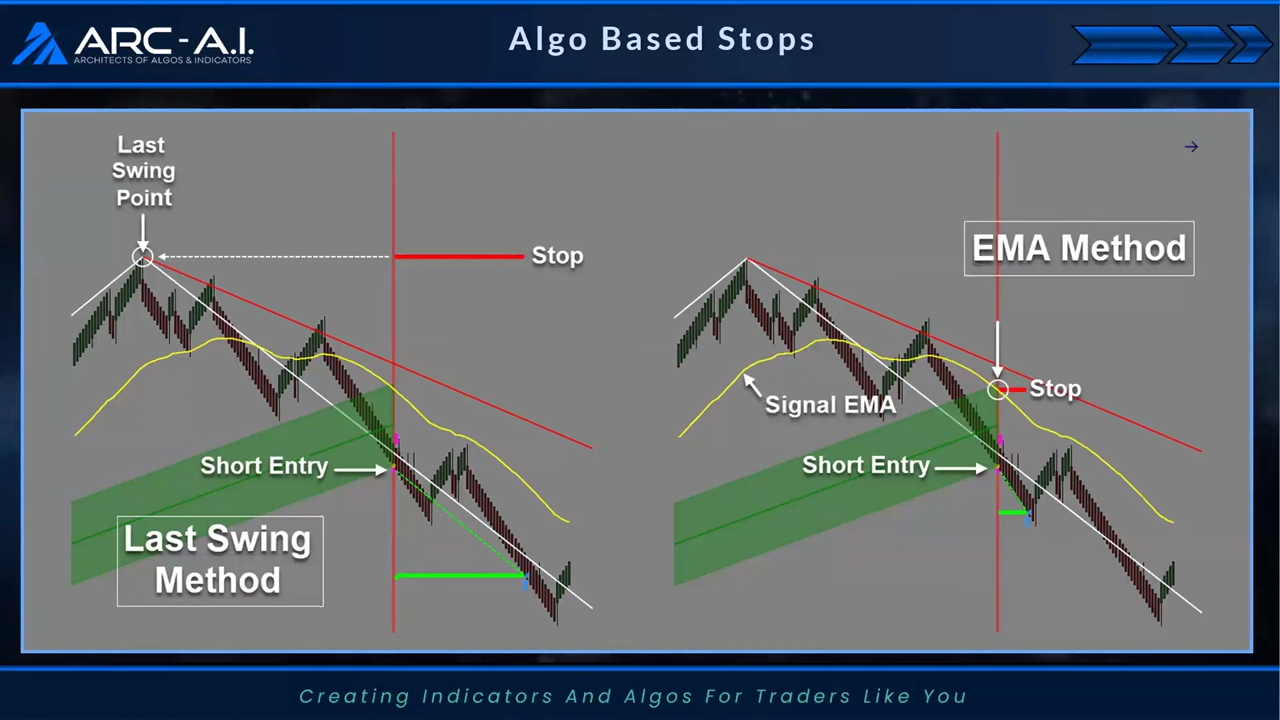 ARC-A.I.
ARCHITECTS OF ALGOS & INDICATORS
Algo Based Stops
Last
Swing
Point
Stop
Short Entry
Last Swing
Method
EMA Method
Stop
Signal EMA
Short Entry
Creating Indicators And Algos For Traders Like You